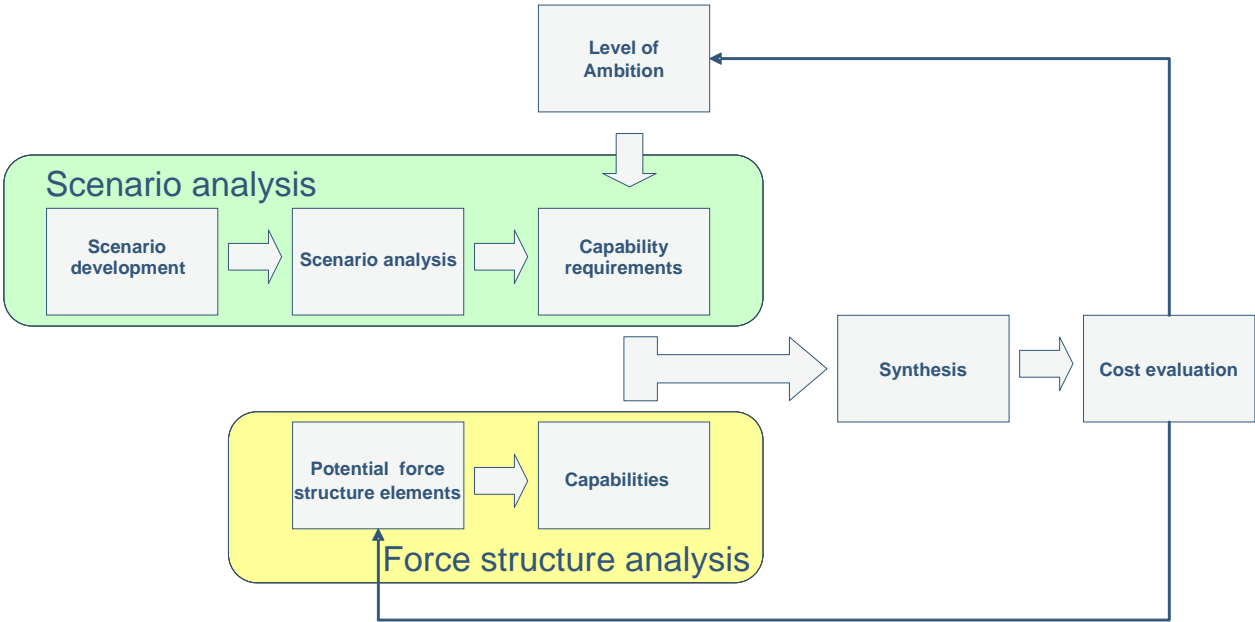 Level of
Ambition
Scenario analysis
Scenario
development
Scenario analysis
Capability
requirements
Synthesis
Cost evaluation
Potential force
structure elements
Capabilities
Force structure analysis